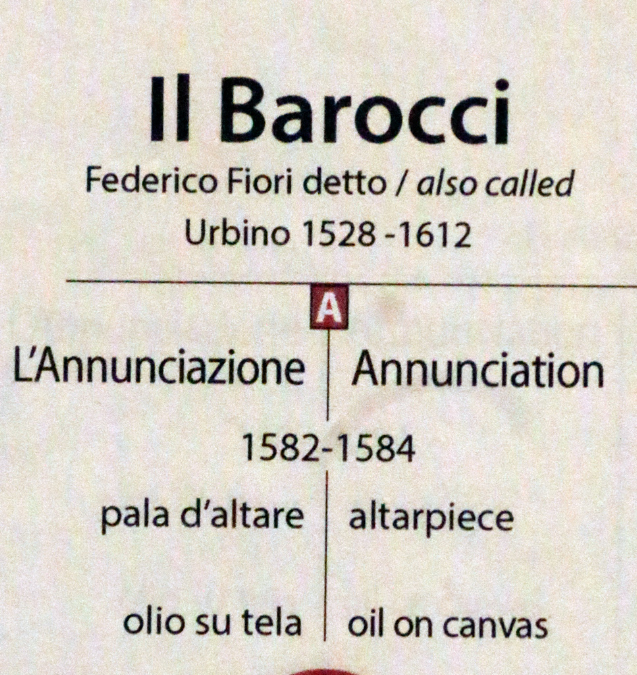 Il Barocci
Federico Fiori detto / also called
Urbino 1528 -1612
A
L'Annunciazione Annunciation
1582-1584
pala d'altare altarpiece
olio su tela oil on canvas